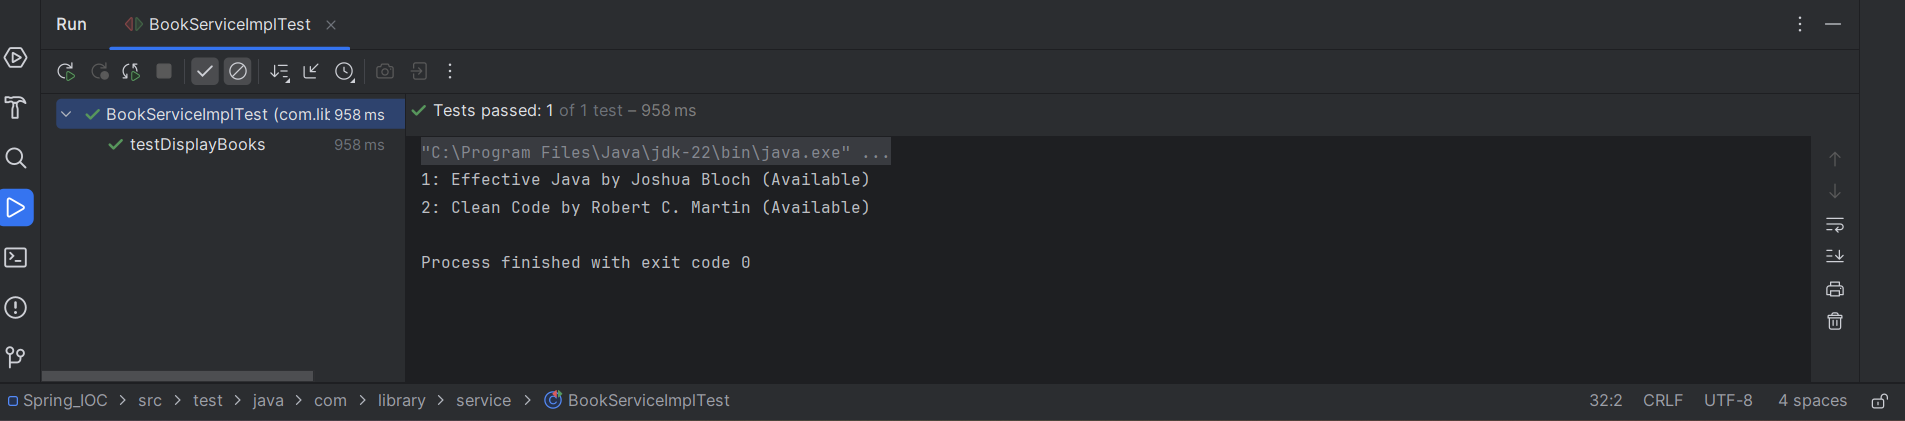 Run BookServiceImplTest
BookServiceImplTest (com.lit 958 ms
testDisplayBooks 958 ms
Tests passed: 1 of 1 test – 958 ms
"C:\Program Files\Java\jdk-22\bin\java.exe" ...
1: Effective Java by Joshua Bloch (Available)
2: Clean Code by Robert C. Martin (Available)
Process finished with exit code 0
Spring_IOC > src > test > java > com > library > service > BookServiceImplTest 32:2 CRLF UTF-8 4 spaces